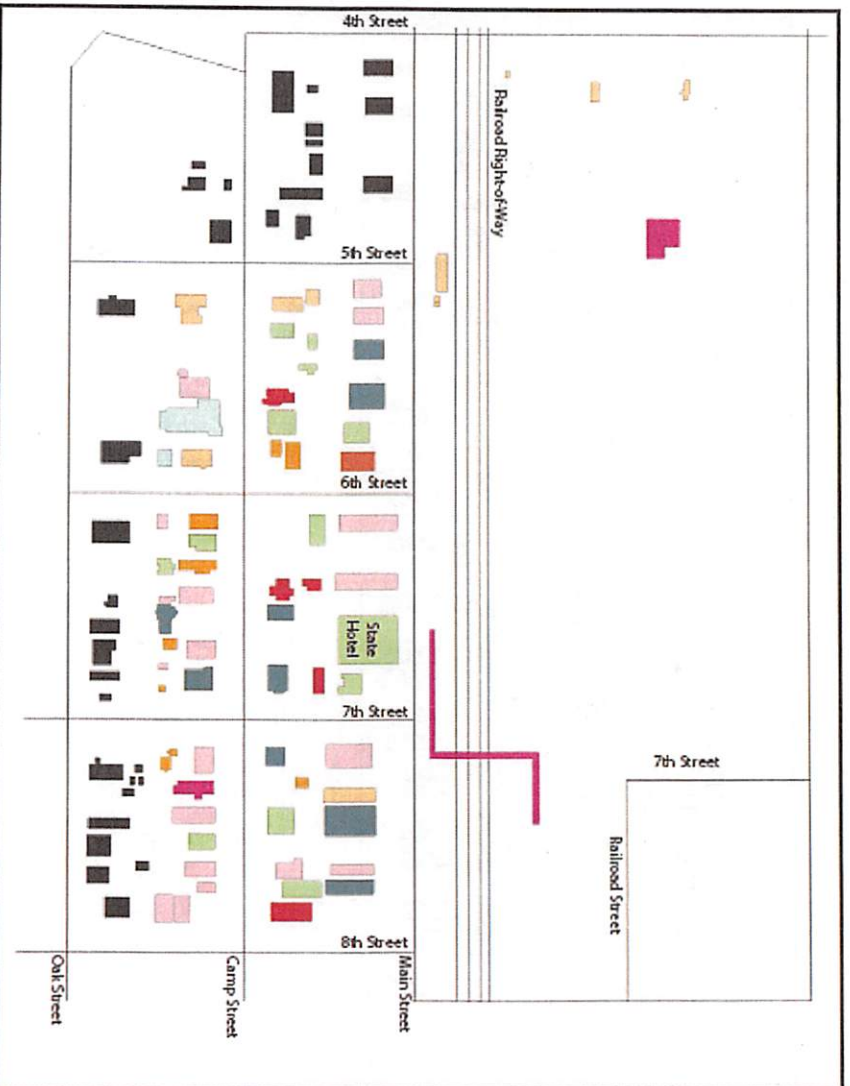 4th Street
Railroad Right-of-Way
5th Street
6th Street
State
Hotel
7th Street
7th Street
Railroad Street
8th Street
Oak Street
Camp Street
Main Street